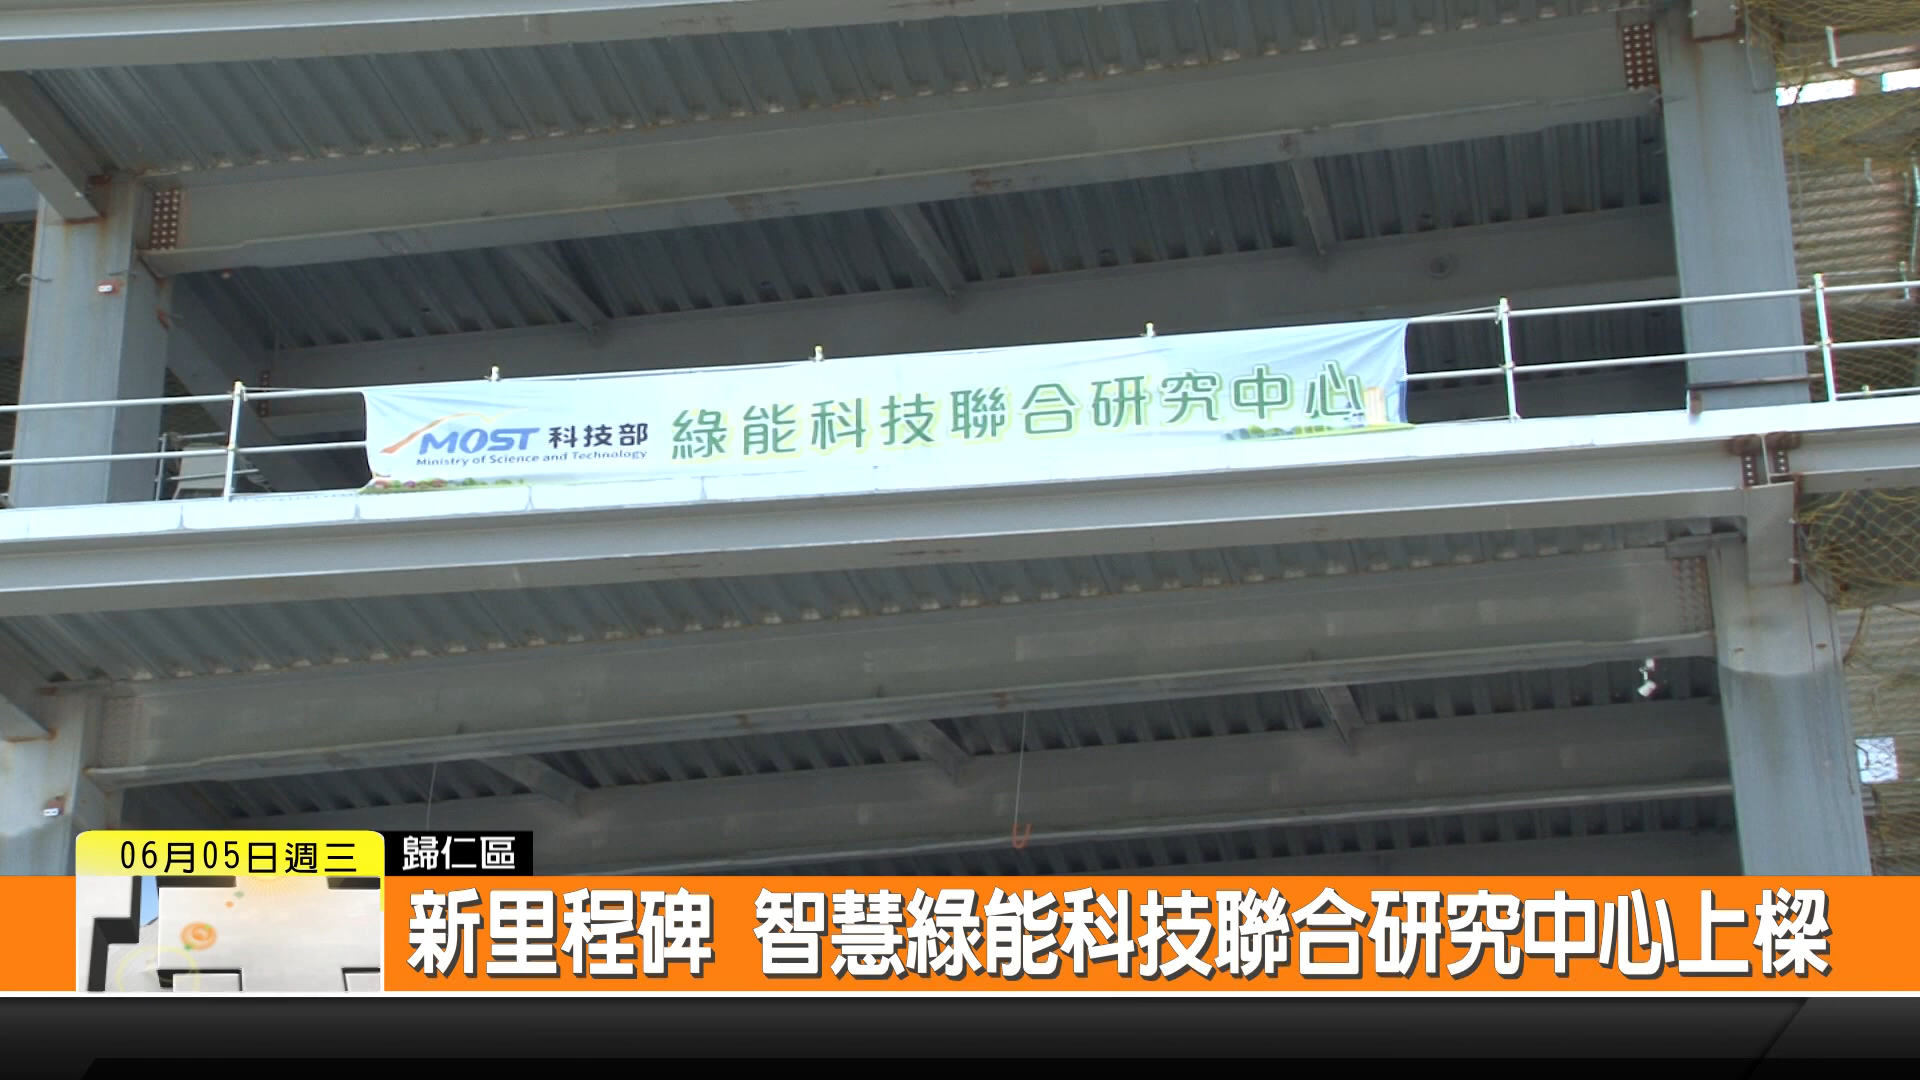 MOST 科技部
Ministry of Science and Technology
綠能科技聯合研究中心
06月05日週三
歸仁區
新里程碑 智慧綠能科技聯合研究中心上樑